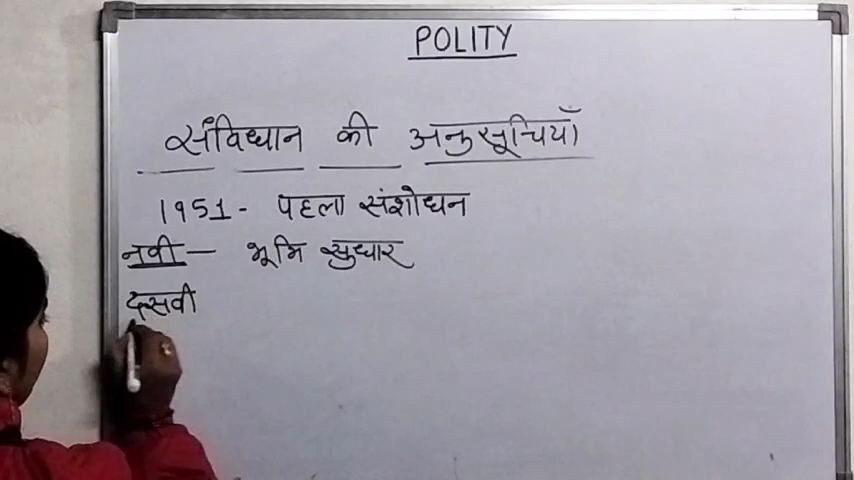 POLITY
संविधान की अनुसूचियाँ
1951- पहला संशोधन
नवी - भूमि सुधार
दसवी